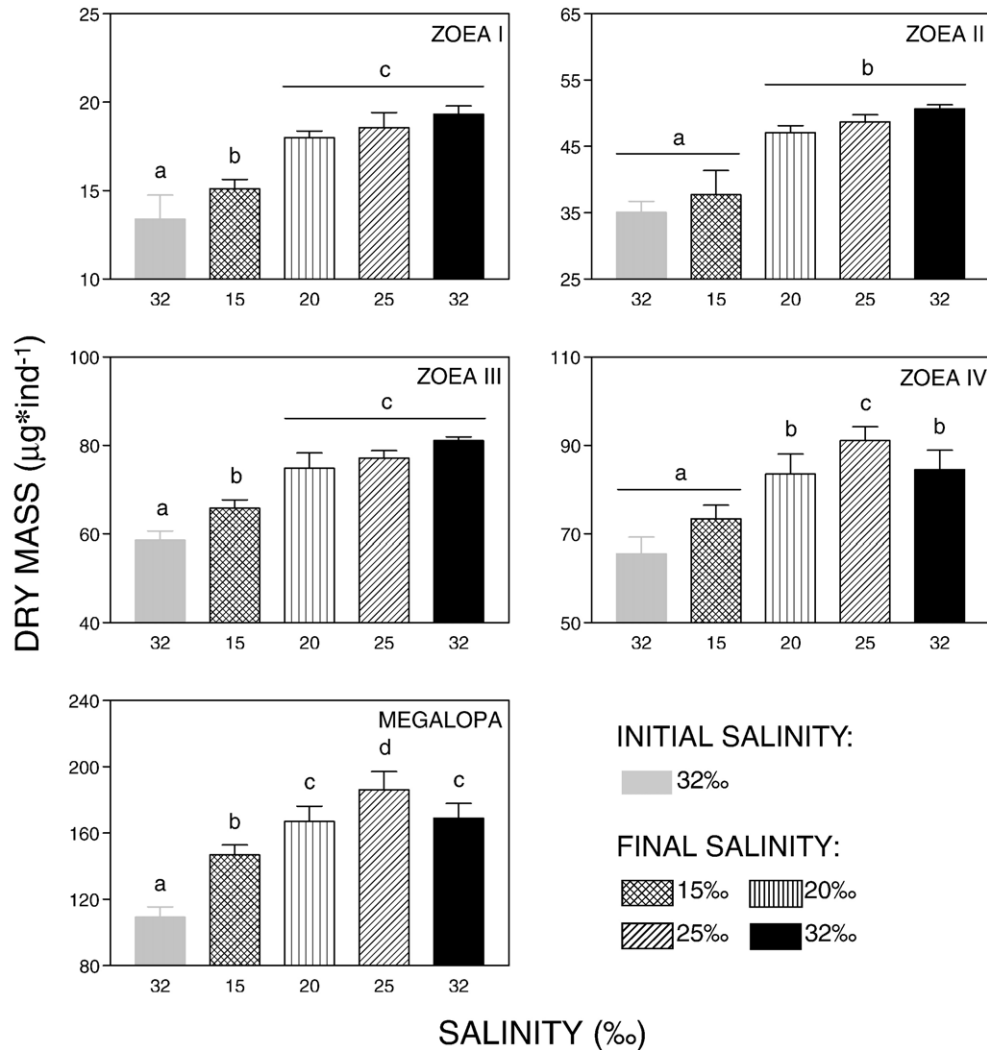 DRY MASS (µg*ind-1)
25
20
15
10
ZOEA I
a
b
c
32 15 20 25 32
65
55
45
35
25
ZOEA II
a
b
32 15 20 25 32
100
80
60
40
ZOEA III
a
b
c
32 15 20 25 32
110
90
70
50
ZOEA IV
a
b
c
b
32 15 20 25 32
240
200
160
120
80
MEGALOPA
a
b
c
d
c
32 15 20 25 32
SALINITY (‰)
INITIAL SALINITY:
32‰
FINAL SALINITY:
15‰ 20‰
25‰ 32‰